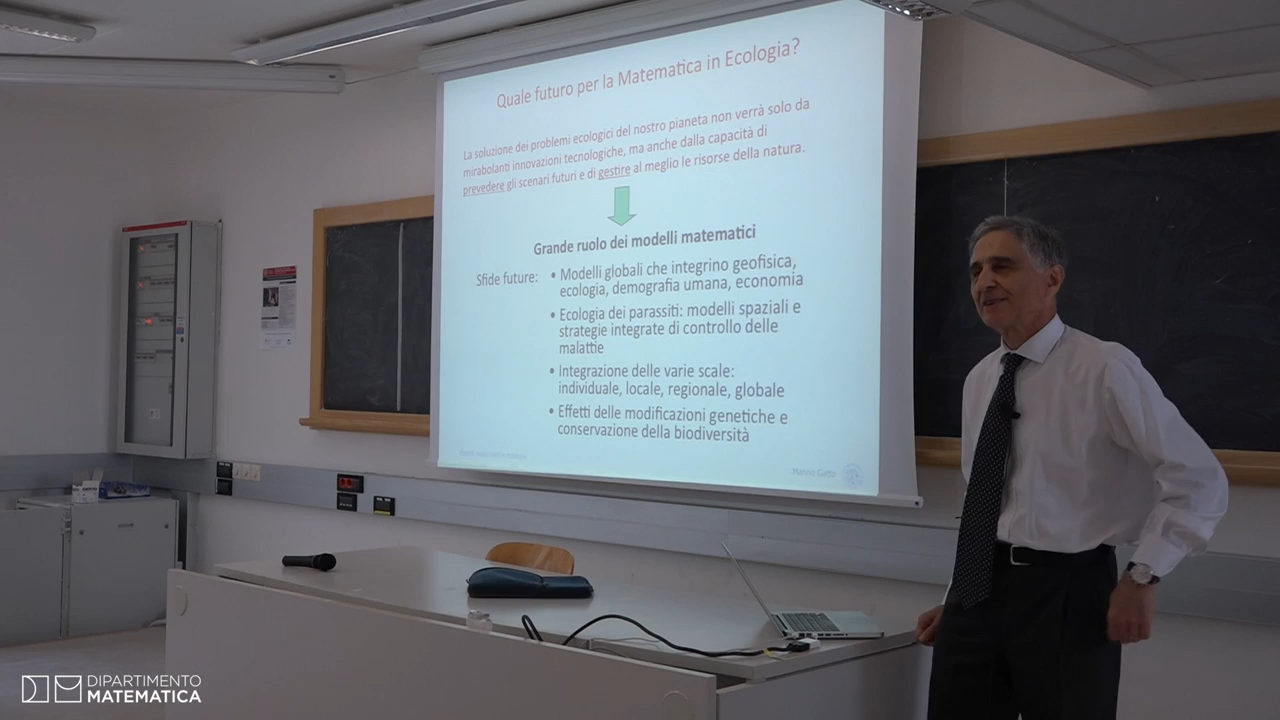 Quale futuro per la Matematica in Ecologia?
La soluzione dei problemi ecologici del nostro pianeta non verrà solo da
mirabolanti innovazioni tecnologiche, ma anche dalla capacità di
prevedere gli scenari futuri e di gestire al meglio le risorse della natura.
Grande ruolo dei modelli matematici
Sfide future:
• Modelli globali che integrino geofisica,
ecologia, demografia umana, economia
• Ecologia dei parassiti: modelli spaziali e
strategie integrate di controllo delle
malattie
• Integrazione delle varie scale:
individuale, locale, regionale, globale
• Effetti delle modificazioni genetiche e
conservazione della biodiversità
Marino Gatto
DIPARTIMENTO
MATEMATICA